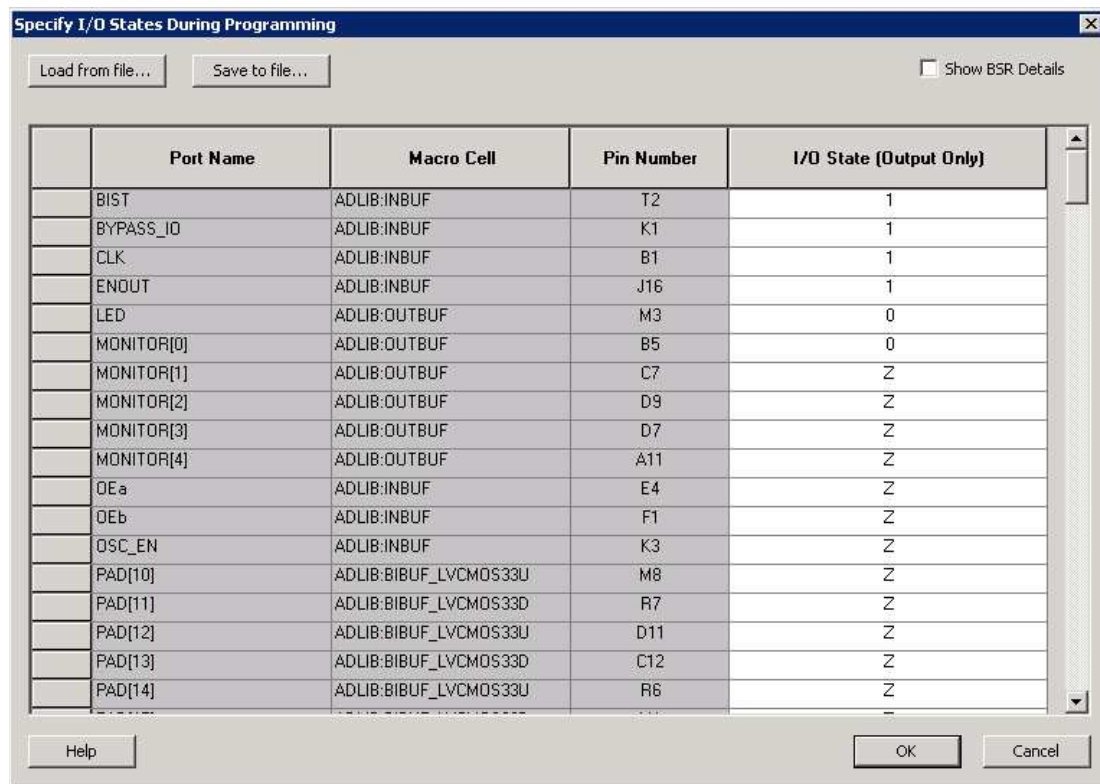 Specify I/O States During Programming
Load from file... Save to file... Show BSR Details
Port Name Macro Cell Pin Number I/O State (Output Only)
BIST ADLIB:INBUF T2 1
BYPASS_IO ADLIB:INBUF K1 1
CLK ADLIB:INBUF B1 1
ENOUT ADLIB:INBUF J16 1
LED ADLIB:OUTBUF M3 0
MONITOR[0] ADLIB:OUTBUF B5 0
MONITOR[1] ADLIB:OUTBUF C7 Z
MONITOR[2] ADLIB:OUTBUF D9 Z
MONITOR[3] ADLIB:OUTBUF D7 Z
MONITOR[4] ADLIB:OUTBUF A11 Z
OEa ADLIB:INBUF E4 Z
OEb ADLIB:INBUF F1 Z
OSC_EN ADLIB:INBUF K3 Z
PAD[10] ADLIB:BIBUF_LVCMOS33U M8 Z
PAD[11] ADLIB:BIBUF_LVCMOS33D R7 Z
PAD[12] ADLIB:BIBUF_LVCMOS33U D11 Z
PAD[13] ADLIB:BIBUF_LVCMOS33D C12 Z
PAD[14] ADLIB:BIBUF_LVCMOS33U R6 Z
Help OK Cancel